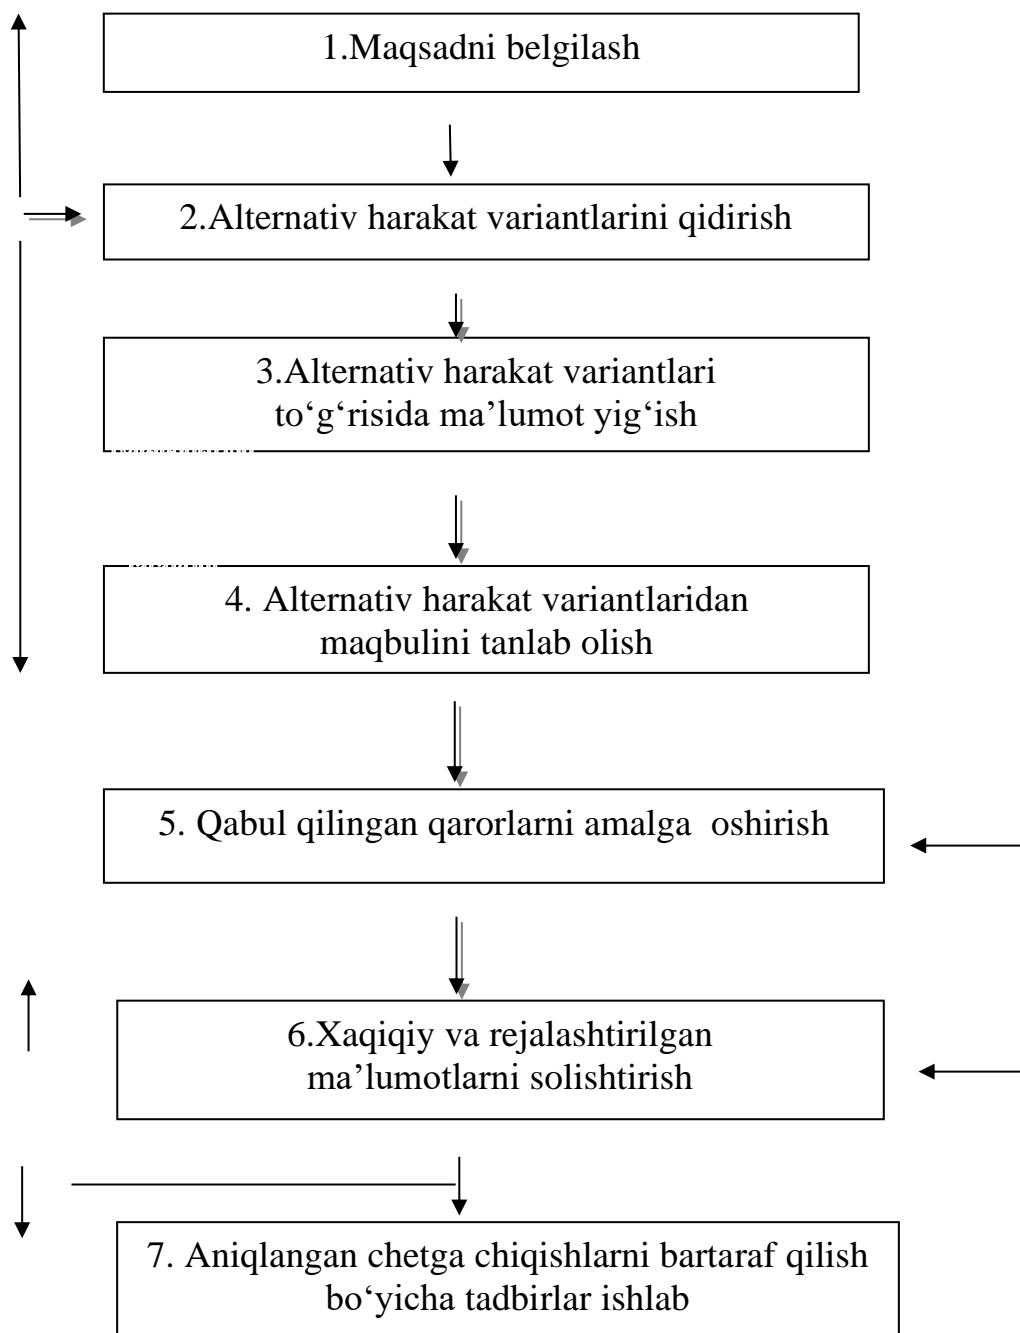 1.Maqsadni belgilash
2.Alternativ harakat variantlarini qidirish
3.Alternativ harakat variantlari
to‘g‘risida ma’lumot yig‘ish
4. Alternativ harakat variantlaridan
maqbulini tanlab olish
5. Qabul qilingan qarorlarni amalga  oshirish
6.Xaqiqiy va rejalashtirilgan
ma’lumotlarni solishtirish
7. Aniqlangan chetga chiqishlarni bartaraf qilish
bo‘yicha tadbirlar ishlab